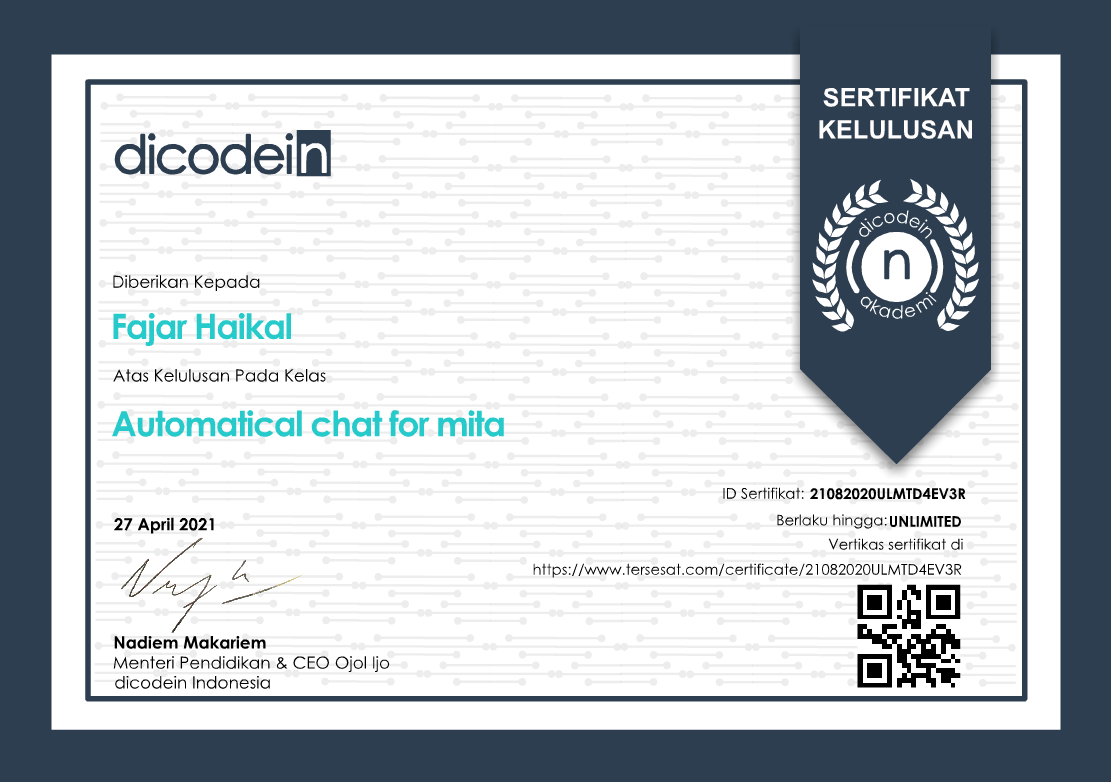 SERTIFIKAT
KELULUSAN
dicodein
dicodein
n
akademi
Diberikan Kepada
Fajar Haikal
Atas Kelulusan Pada Kelas
Automatical chat for mita
ID Sertifikat: 21082020ULMTD4EV3R
Berlaku hingga:UNLIMITED
Vertikas sertifikat di
https://www.tersesat.com/certificate/21082020ULMTD4EV3R
27 April 2021
Nadiem Makariem
Menteri Pendidikan & CEO Ojol Ijo
dicodein Indonesia